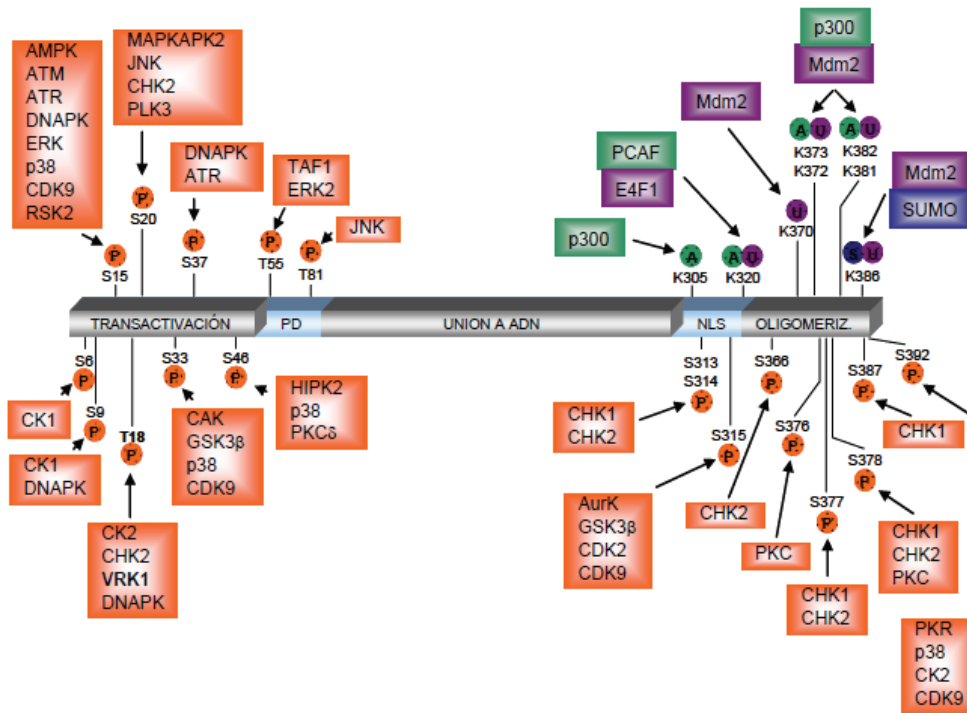 AMPK
ATM
ATR
DNAPK
ERK
p38
CDK9
RSK2
MAPKAPK2
JNK
CHK2
PLK3
DNAPK
ATR
TAF1
ERK2
JNK
p300
PCAF
E4F1
Mdm2
p300
Mdm2
Mdm2
SUMO
P
S15
P
S20
P
S37
P
T55
P
T81
A
K305
A U
K320
U
K370
A U
K373
K372
A U
K382
K381
S U
K386
TRANSACTIVACIÓN
PD
UNION A ADN
NLS
OLIGOMERIZ.
S6
P
CK1
S9
P
CK1
DNAPK
T18
P
CK2
CHK2
VRK1
DNAPK
S33
P
CAK
GSK3β
p38
CDK9
S46
P
HIPK2
p38
PKCδ
S313
S314
P
CHK1
CHK2
S315
P
AurK
GSK3β
CDK2
CDK9
S366
P
CHK2
S376
P
PKC
S377
P
CHK1
CHK2
S378
P
CHK1
CHK2
PKC
S387
P
CHK1
S392
P
PKR
p38
CK2
CDK9